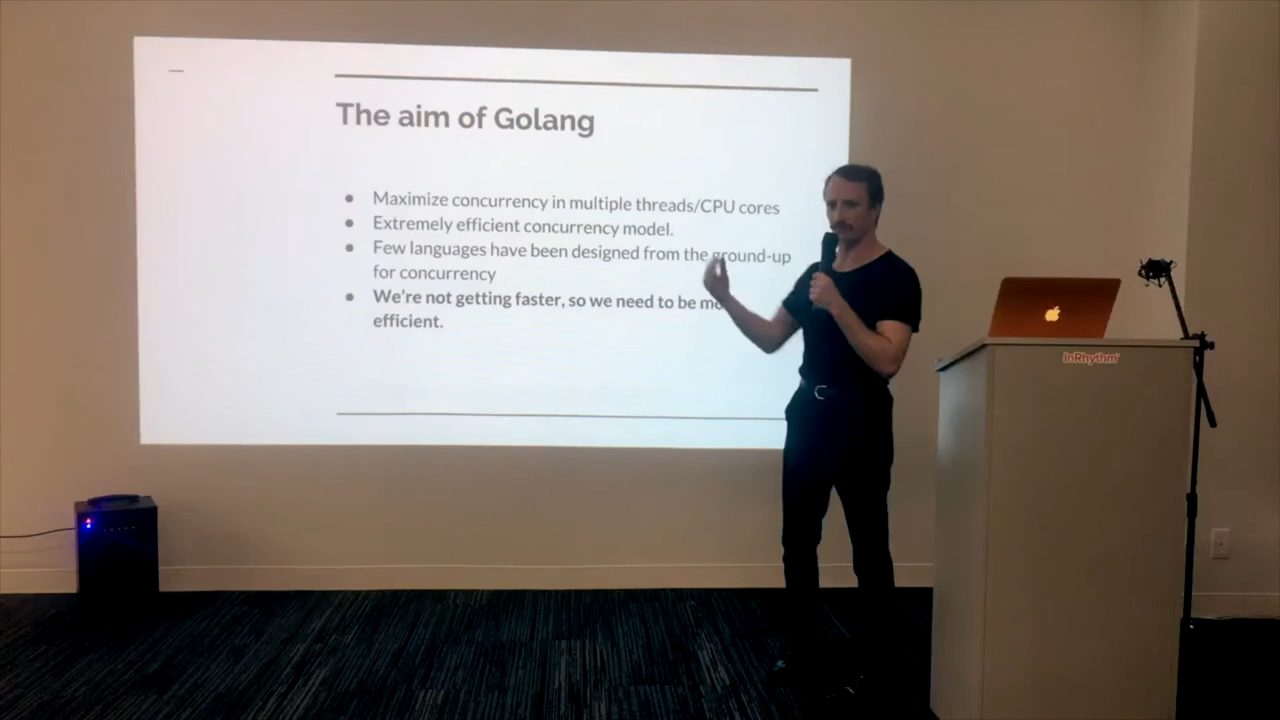 The aim of Golang
● Maximize concurrency in multiple threads/CPU cores
● Extremely efficient concurrency model.
● Few languages have been designed from the ground-up
for concurrency
● We're not getting faster, so we need to be
efficient.
InRhythm